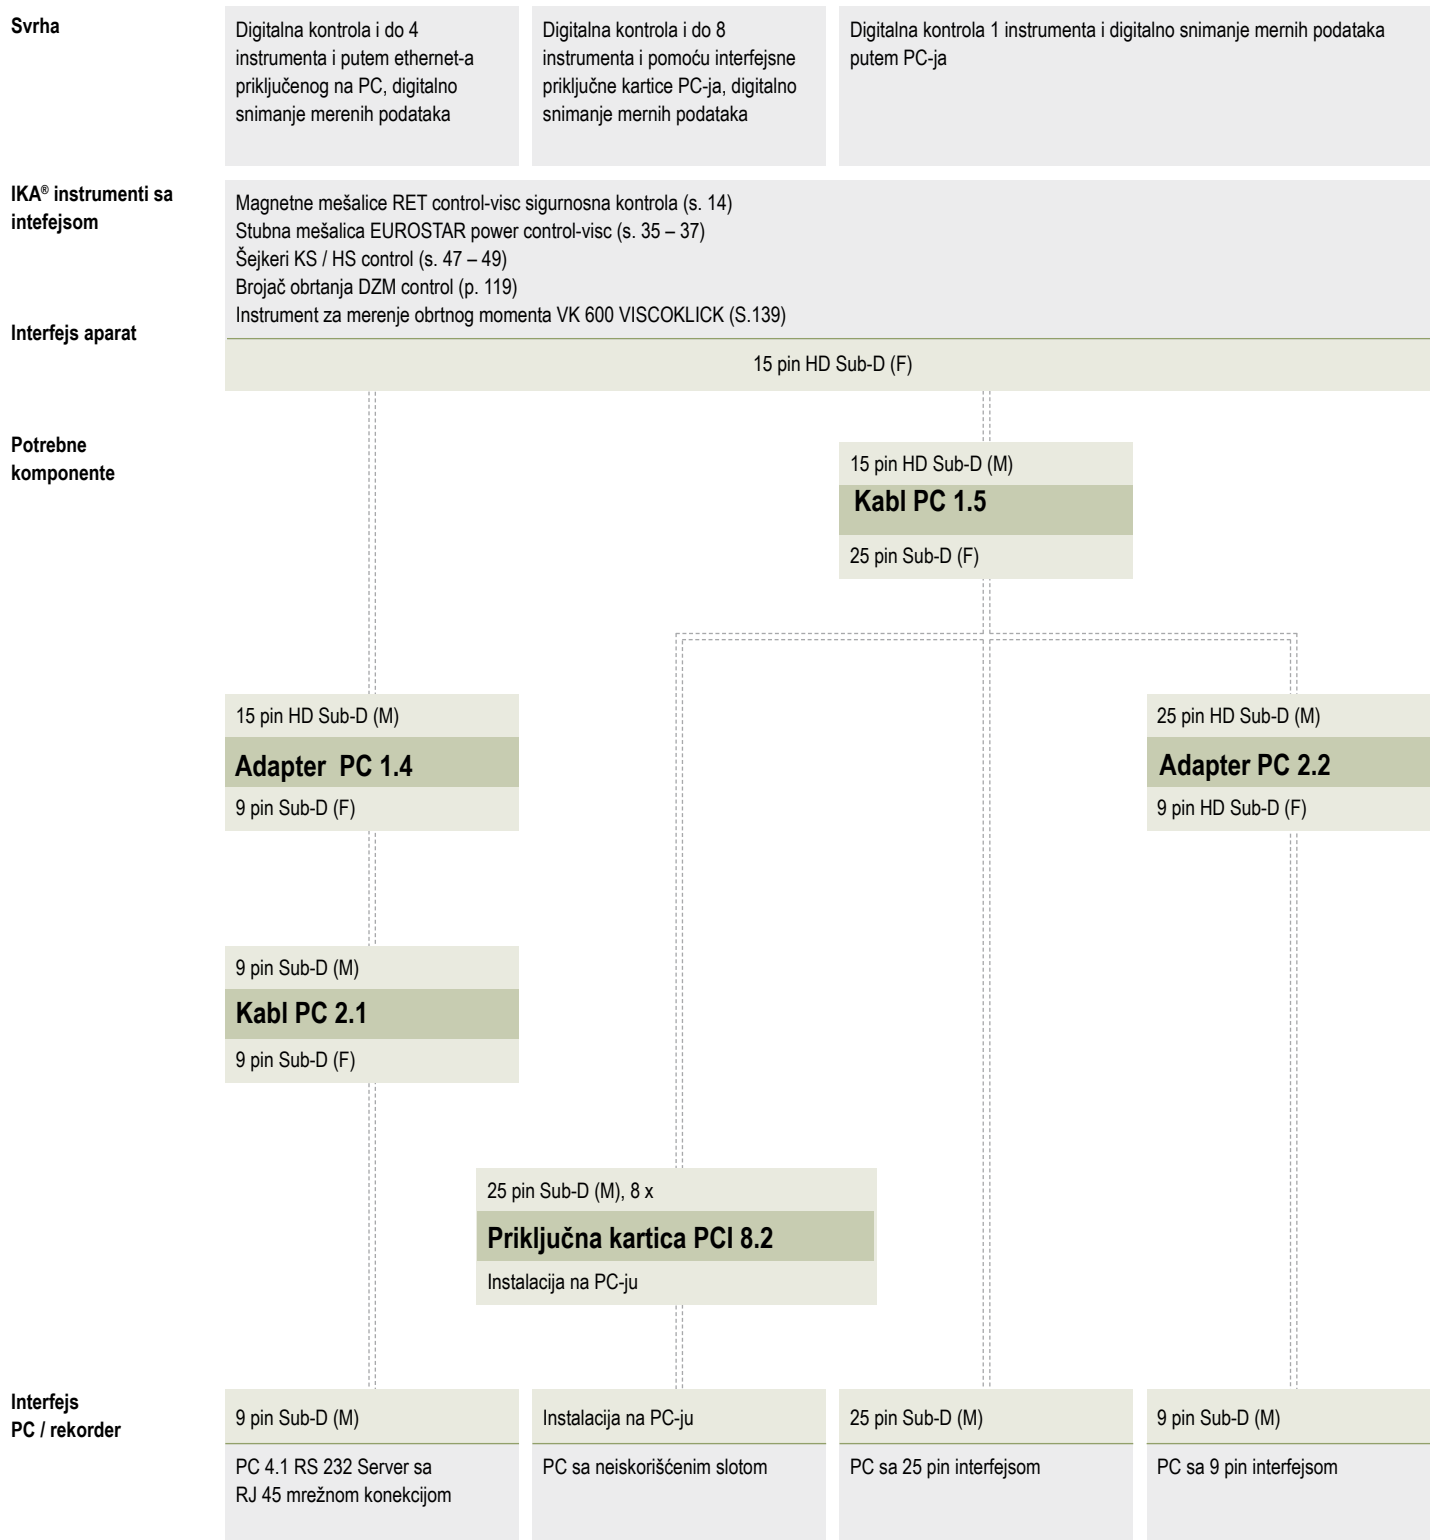 Svrha
Digitalna kontrola i do 4
instrumenta i putem ethernet-a
priključenog na PC, digitalno
snimanje merenih podataka
Digitalna kontrola i do 8
instrumenta i pomoću interfejsne
priključne kartice PC-ja, digitalno
snimanje mernih podataka
Digitalna kontrola 1 instrumenta i digitalno snimanje mernih podataka
putem PC-ja
IKA® instrumenti sa
intefejsom
Magnetne mešalice RET control-visc sigurnosna kontrola (s. 14)
Stubna mešalica EUROSTAR power control-visc (s. 35 – 37)
Šejkeri KS / HS control (s. 47 – 49)
Brojač obrtanja DZM control (p. 119)
Instrument za merenje obrtnog momenta VK 600 VISCOKLICK (S.139)
Interfejs aparat
15 pin HD Sub-D (F)
Potrebne
komponente
15 pin HD Sub-D (M)
Kabl PC 1.5
25 pin Sub-D (F)
15 pin HD Sub-D (M)
Adapter PC 1.4
9 pin Sub-D (F)
25 pin HD Sub-D (M)
Adapter PC 2.2
9 pin HD Sub-D (F)
9 pin Sub-D (M)
Kabl PC 2.1
9 pin Sub-D (F)
25 pin Sub-D (M), 8 x
Priključna kartica PCI 8.2
Instalacija na PC-ju
Interfejs
PC / rekorder
9 pin Sub-D (M)
PC 4.1 RS 232 Server sa
RJ 45 mrežnom konekcijom
Instalacija na PC-ju
PC sa neiskorišćenim slotom
25 pin Sub-D (M)
PC sa 25 pin interfejsom
9 pin Sub-D (M)
PC sa 9 pin interfejsom